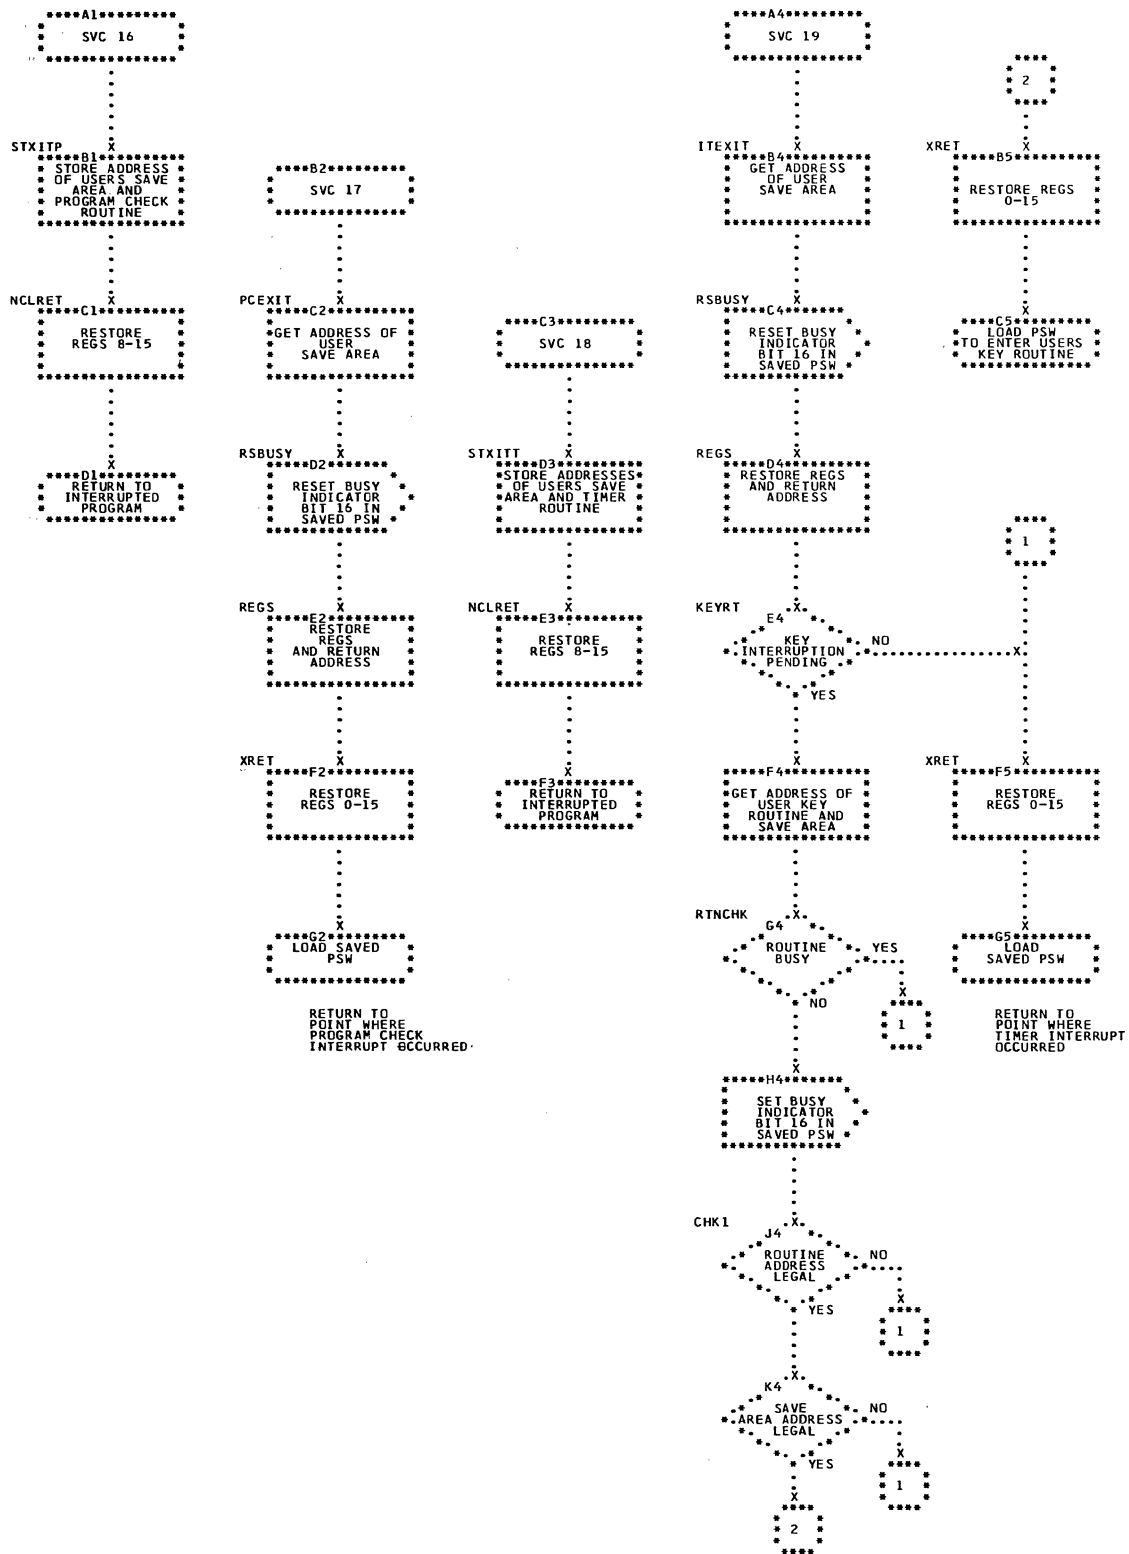 A1
SVC 16
STXITP
B1
STORE ADDRESS
OF USERS SAVE
AREA AND
PROGRAM CHECK
ROUTINE
NCLRET X
C1
RESTORE
REGS 8-15
X
D1
RETURN TO
INTERRUPTED
PROGRAM
B2
SVC 17
PCEXIT X
C2
GET ADDRESS OF
USER
SAVE AREA
RSBUSY X
D2
RESET BUSY
INDICATOR
BIT 16 IN
SAVED PSW
REGS X
E2
RESTORE
REGS
AND RETURN
ADDRESS
XRET X
F2
RESTORE
REGS 0-15
X
G2
LOAD SAVED
PSW
RETURN TO
POINT WHERE
PROGRAM CHECK
INTERRUPT OCCURRED
C3
SVC 18
STXITT X
D3
STORE ADDRESSES
OF USERS SAVE
AREA AND TIMER
ROUTINE
NCLRET X
E3
RESTORE
REGS 8-15
X
F3
RETURN TO
INTERRUPTED
PROGRAM
A4
SVC 19
ITEXIT X
B4
GET ADDRESS
OF USER
SAVE AREA
RSBUSY X
C4
RESET BUSY
INDICATOR
BIT 16 IN
SAVED PSW
REGS X
D4
RESTORE REGS
AND RETURN
ADDRESS
KEYRT X
E4
KEY
INTERRUPTION
PENDING
NO
X
YES
X
F4
GET ADDRESS OF
USER KEY
ROUTINE AND
SAVE AREA
RTNCHK X
G4
ROUTINE
BUSY
YES
X
1
NO
X
H4
SET BUSY
INDICATOR
BIT 16 IN
SAVED PSW
CHK1 X
J4
ROUTINE
ADDRESS
LEGAL
NO
X
1
YES
X
K4
SAVE
AREA ADDRESS
LEGAL
NO
X
1
YES
X
2
2
XRET X
B5
RESTORE REGS
0-15
X
C5
LOAD PSW
TO ENTER USERS
KEY ROUTINE
1
XRET X
F5
RESTORE
REGS 0-15
X
G5
LOAD
SAVED PSW
RETURN TO
POINT WHERE
TIMER INTERRUPT
OCCURRED